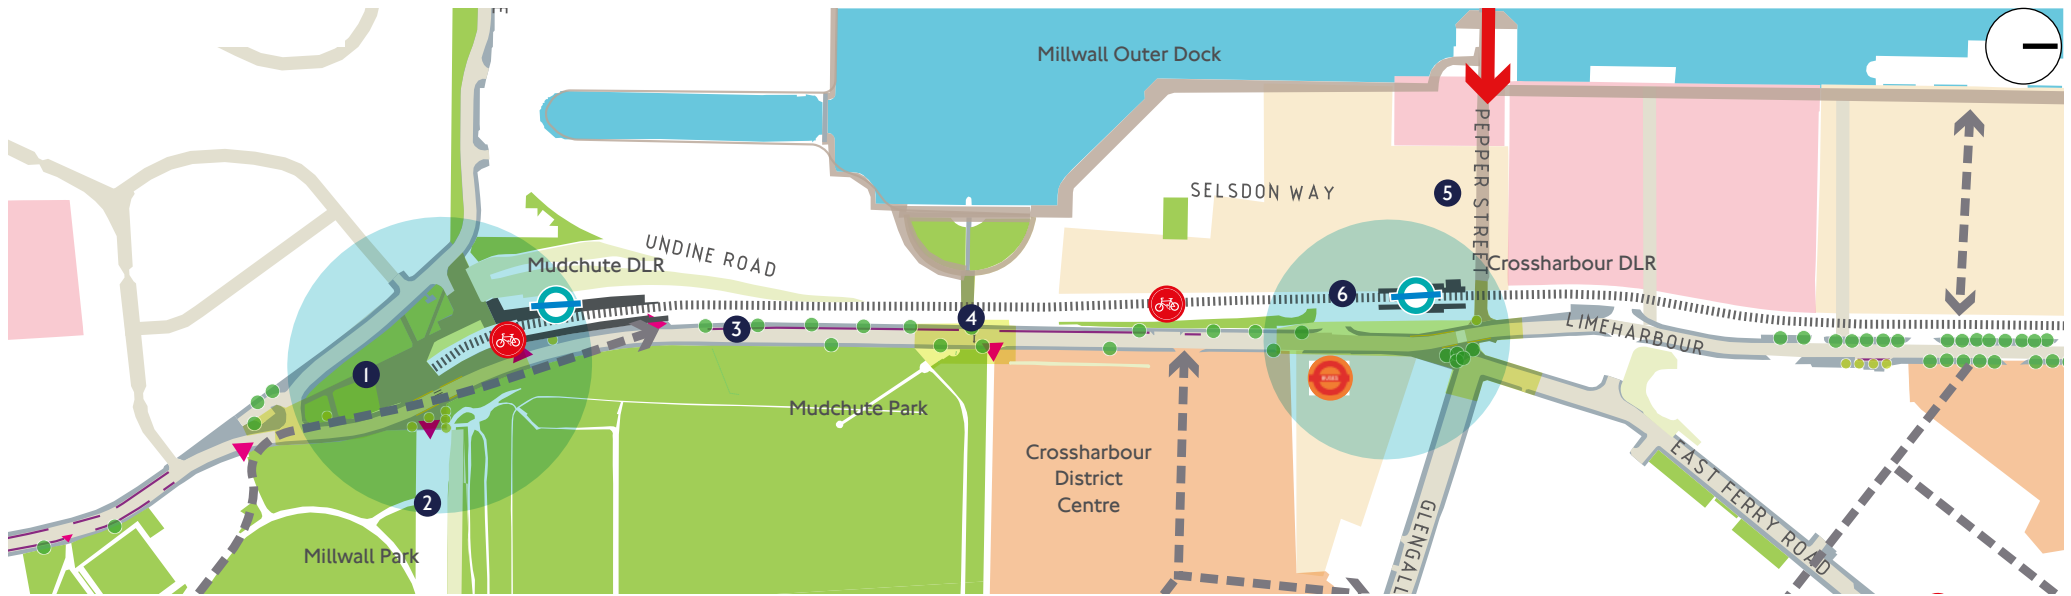 Millwall Outer Dock
PEPPER STREET
SELSDON WAY
5
UNDINE ROAD
Mudchute DLR
Crossharbour DLR
6
4
3
LIMEHARBOUR
1
BUSES
Mudchute Park
Crossharbour
District
Centre
EAST FERRY ROAD
2
GLENGALL
Millwall Park